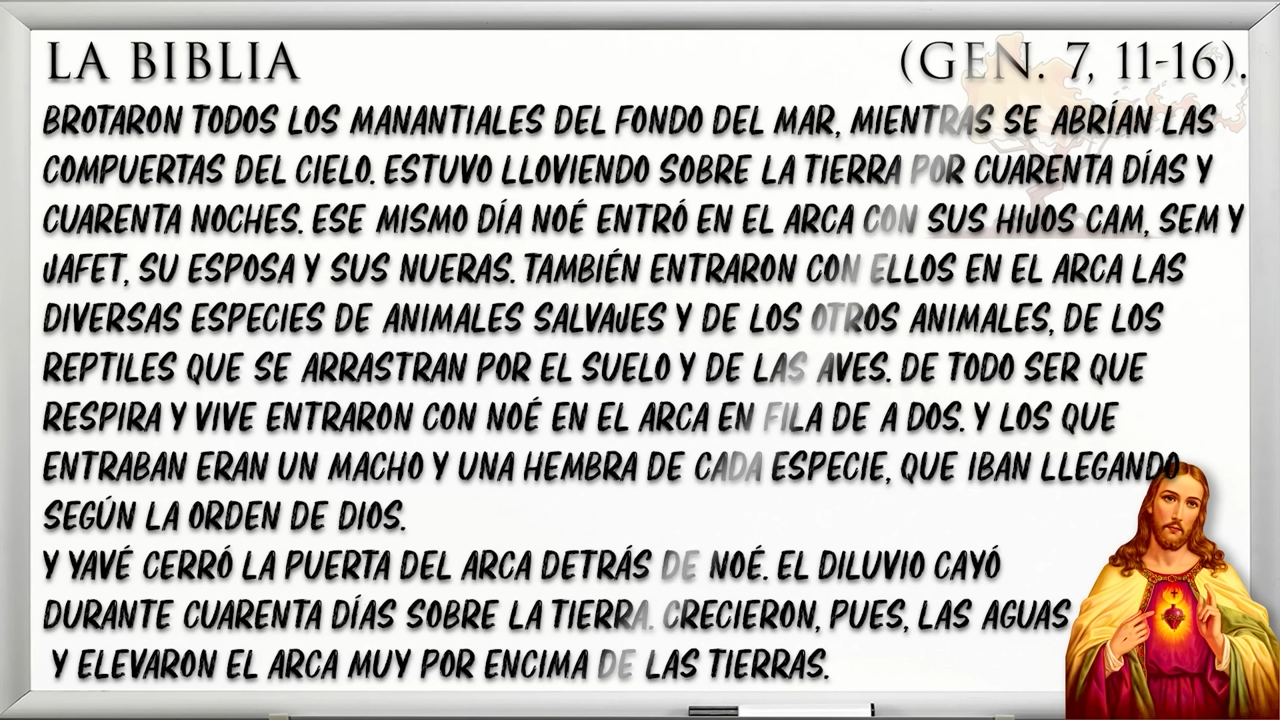 LA BIBLIA (GEN. 7, 11-16).
BROTARON TODOS LOS MANANTIALES DEL FONDO DEL MAR, MIENTRAS SE ABRÍAN LAS
COMPUERTAS DEL CIELO. ESTUVO LLOVIENDO SOBRE LA TIERRA POR CUARENTA DÍAS Y
CUARENTA NOCHES. ESE MISMO DÍA NOÉ ENTRÓ EN EL ARCA CON SUS HIJOS CAM, SEM Y
JAFET, SU ESPOSA Y SUS NUERAS. TAMBIÉN ENTRARON CON ELLOS EN EL ARCA LAS
DIVERSAS ESPECIES DE ANIMALES SALVAJES Y DE LOS OTROS ANIMALES, DE LOS
REPTILES QUE SE ARRASTRAN POR EL SUELO Y DE LAS AVES. DE TODO SER QUE
RESPIRA Y VIVE ENTRARON CON NOÉ EN EL ARCA EN FILA DE A DOS. Y LOS QUE
ENTRABAN ERAN UN MACHO Y UNA HEMBRA DE CADA ESPECIE, QUE IBAN LLEGANDO
SEGÚN LA ORDEN DE DIOS.
Y YAVÉ CERRÓ LA PUERTA DEL ARCA DETRÁS DE NOÉ. EL DILUVIO CAYÓ
DURANTE CUARENTA DÍAS SOBRE LA TIERRA. CRECIERON, PUES, LAS AGUAS
Y ELEVARON EL ARCA MUY POR ENCIMA DE LAS TIERRAS.